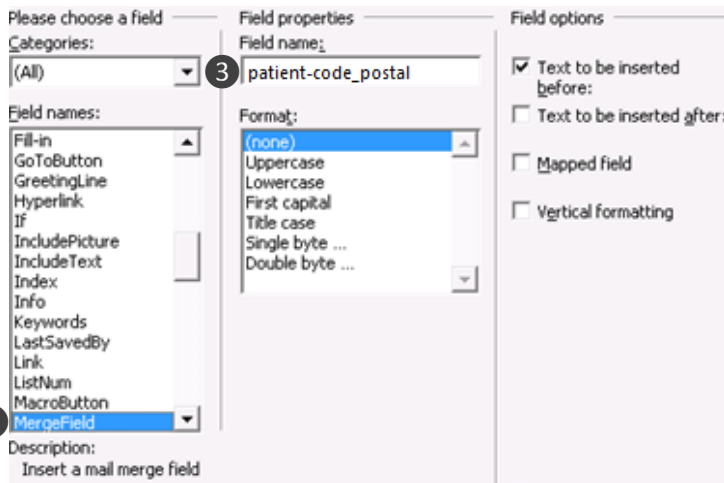 Please choose a field
Categories:
(All)
Field names:
Fill-in
GoToButton
GreetingLine
Hyperlink
If
IncludePicture
IncludeText
Index
Info
Keywords
LastSavedBy
Link
ListNum
MacroButton
MergeField
Description:
Insert a mail merge field
Field properties
Field name:
3 patient-code_postal
Format:
(none)
Uppercase
Lowercase
First capital
Title case
Single byte ...
Double byte ...
Field options
Text to be inserted
before:
Text to be inserted after:
Mapped field
Vertical formatting